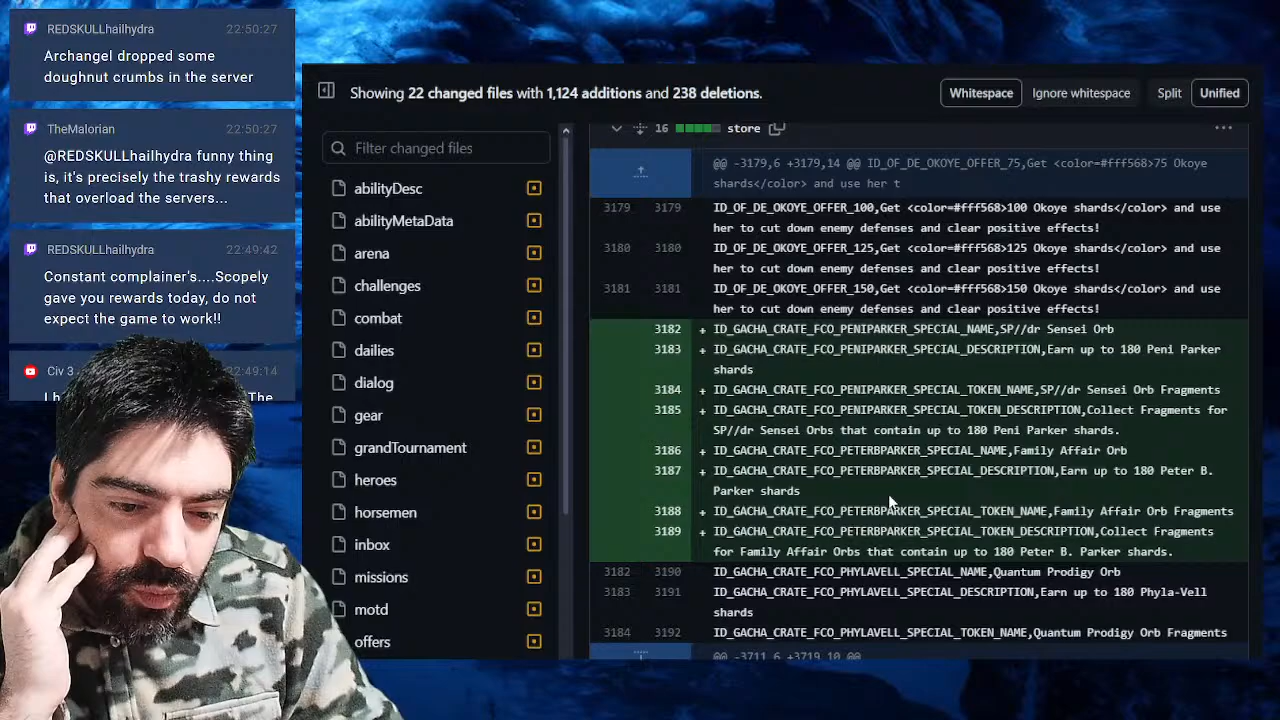 REDSKULLhailhydra 22:50:27
Archangel dropped some
doughnut crumbs in the server
TheMalorian 22:50:27
@REDSKULLhailhydra funny thing
is, it's precisely the trashy rewards
that overload the servers...
REDSKULLhailhydra 22:49:42
Constant complainer's....Scopely
gave you rewards today, do not
expect the game to work!!
Civ 3 22:49:14
Showing 22 changed files with 1,124 additions and 238 deletions.
Whitespace Ignore whitespace Split Unified
Filter changed files
abilityDesc
abilityMetaData
arena
challenges
combat
dailies
dialog
gear
grandTournament
heroes
horsemen
inbox
missions
motd
offers
16 store
@@ -3179,6 +3179,14 @@ ID_OF_DE_OKOYE_OFFER_75,Get <color=#fff568>75 Okoye
shards</color> and use her t
3179 3179 ID_OF_DE_OKOYE_OFFER_100,Get <color=#fff568>100 Okoye shards</color> and use
her to cut down enemy defenses and clear positive effects!
3180 3180 ID_OF_DE_OKOYE_OFFER_125,Get <color=#fff568>125 Okoye shards</color> and use
her to cut down enemy defenses and clear positive effects!
3181 3181 ID_OF_DE_OKOYE_OFFER_150,Get <color=#fff568>150 Okoye shards</color> and use
her to cut down enemy defenses and clear positive effects!
3182 + ID_GACHA_CRATE_FCO_PENIPARKER_SPECIAL_NAME,SP//dr Sensei Orb
3183 + ID_GACHA_CRATE_FCO_PENIPARKER_SPECIAL_DESCRIPTION,Earn up to 180 Peni Parker
shards
3184 + ID_GACHA_CRATE_FCO_PENIPARKER_SPECIAL_TOKEN_NAME,SP//dr Sensei Orb Fragments
3185 + ID_GACHA_CRATE_FCO_PENIPARKER_SPECIAL_TOKEN_DESCRIPTION,Collect Fragments for
SP//dr Sensei Orbs that contain up to 180 Peni Parker shards.
3186 + ID_GACHA_CRATE_FCO_PETERBPARKER_SPECIAL_NAME,Family Affair Orb
3187 + ID_GACHA_CRATE_FCO_PETERBPARKER_SPECIAL_DESCRIPTION,Earn up to 180 Peter B.
Parker shards
3188 + ID_GACHA_CRATE_FCO_PETERBPARKER_SPECIAL_TOKEN_NAME,Family Affair Orb Fragments
3189 + ID_GACHA_CRATE_FCO_PETERBPARKER_SPECIAL_TOKEN_DESCRIPTION,Collect Fragments
for Family Affair Orbs that contain up to 180 Peter B. Parker shards.
3182 3190 ID_GACHA_CRATE_FCO_PHYLAVELL_SPECIAL_NAME,Quantum Prodigy Orb
3183 3191 ID_GACHA_CRATE_FCO_PHYLAVELL_SPECIAL_DESCRIPTION,Earn up to 180 Phyla-Vell
shards
3184 3192 ID_GACHA_CRATE_FCO_PHYLAVELL_SPECIAL_TOKEN_NAME,Quantum Prodigy Orb Fragments
@@ -3711,6 +3719,10 @@